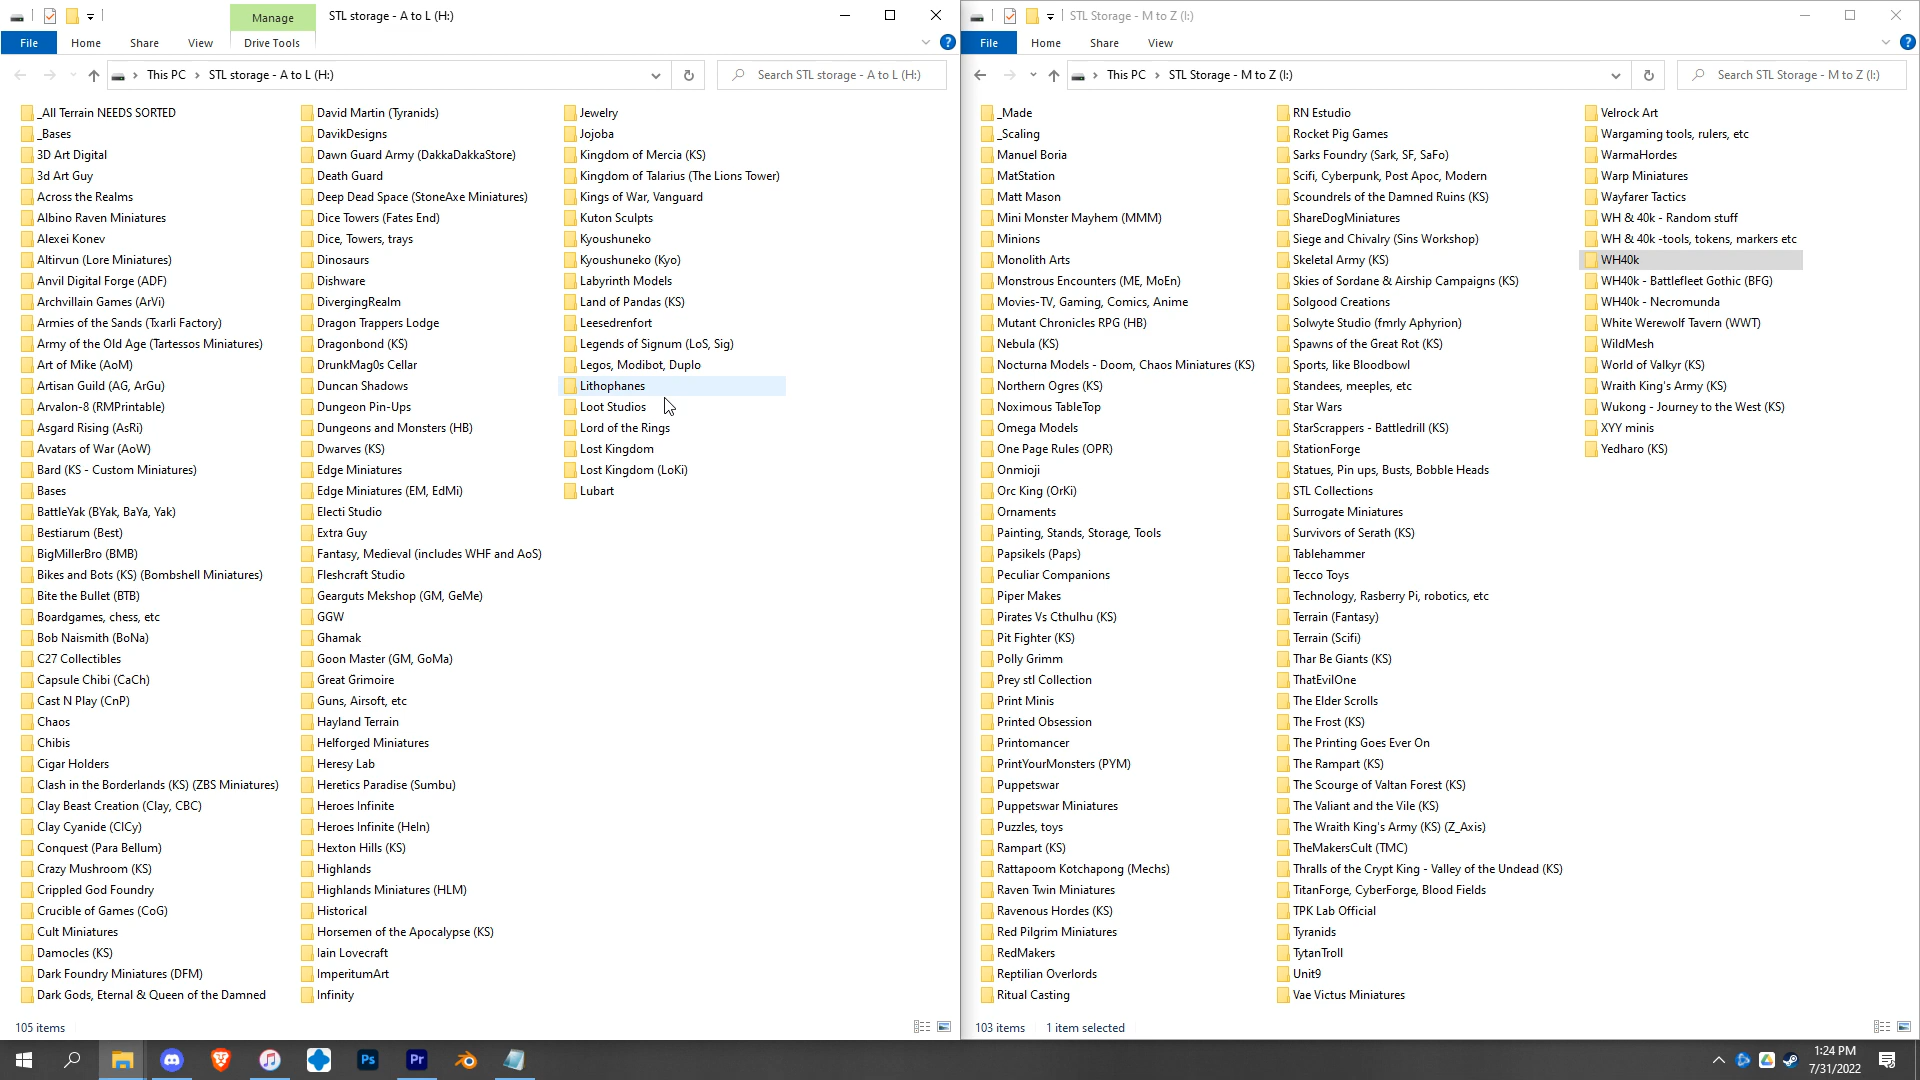 Manage
STL storage - A to L (H:)
File
Home
Share
View
Drive Tools
This PC
STL storage - A to L (H:)
Search STL storage - A to L (H:)
_All Terrain NEEDS SORTED
_Bases
3D Art Digital
3d Art Guy
Across the Realms
Albino Raven Miniatures
Alexei Konev
Altirvun (Lore Miniatures)
Anvil Digital Forge (ADF)
Archvillain Games (ArVi)
Armies of the Sands (Txarli Factory)
Army of the Old Age (Tartessos Miniatures)
Art of Mike (AoM)
Artisan Guild (AG, ArGu)
Arvalon-8 (RMPrintable)
Asgard Rising (AsRi)
Avatars of War (AoW)
Bard (KS - Custom Miniatures)
Bases
BattleYak (BYak, BaYa, Yak)
Bestiarum (Best)
BigMillerBro (BMB)
Bikes and Bots (KS) (Bombshell Miniatures)
Bite the Bullet (BTB)
Boardgames, chess, etc
Bob Naismith (BoNa)
C27 Collectibles
Capsule Chibi (CaCh)
Cast N Play (CnP)
Chaos
Chibis
Cigar Holders
Clash in the Borderlands (KS) (ZBS Miniatures)
Clay Beast Creation (Clay, CBC)
Clay Cyanide (ClCy)
Conquest (Para Bellum)
Crazy Mushroom (KS)
Crippled God Foundry
Crucible of Games (CoG)
Cult Miniatures
Damocles (KS)
Dark Foundry Miniatures (DFM)
Dark Gods, Eternal & Queen of the Damned
David Martin (Tyranids)
DavikDesigns
Dawn Guard Army (DakkaDakkaStore)
Death Guard
Deep Dead Space (StoneAxe Miniatures)
Dice Towers (Fates End)
Dice, Towers, trays
Dinosaurs
Dishware
DivergingRealm
Dragon Trappers Lodge
Dragonbond (KS)
DrunkMag0s Cellar
Duncan Shadows
Dungeon Pin-Ups
Dungeons and Monsters (HB)
Dwarves (KS)
Edge Miniatures
Edge Miniatures (EM, EdMi)
Electi Studio
Extra Guy
Fantasy, Medieval (includes WHF and AoS)
Fleshcraft Studio
Gearguts Mekshop (GM, GeMe)
GGW
Ghamak
Goon Master (GM, GoMa)
Great Grimoire
Guns, Airsoft, etc
Hayland Terrain
Helforged Miniatures
Heresy Lab
Heretics Paradise (Sumbu)
Heroes Infinite
Heroes Infinite (HeIn)
Hexton Hills (KS)
Highlands
Highlands Miniatures (HLM)
Historical
Horsemen of the Apocalypse (KS)
Iain Lovecraft
ImperitumArt
Infinity
Jewelry
Jojoba
Kingdom of Mercia (KS)
Kingdom of Talarius (The Lions Tower)
Kings of War, Vanguard
Kuton Sculpts
Kyoushuneko
Kyoushuneko (Kyo)
Labyrinth Models
Land of Pandas (KS)
Leesedrenfort
Legends of Signum (LoS, Sig)
Legos, Modibot, Duplo
Lithophanes
Loot Studios
Lord of the Rings
Lost Kingdom
Lost Kingdom (LoKi)
Lubart
105 items
STL Storage - M to Z (I:)
File
Home
Share
View
This PC
STL Storage - M to Z (I:)
Search STL Storage - M to Z (I:)
_Made
_Scaling
Manuel Boria
MatStation
Matt Mason
Mini Monster Mayhem (MMM)
Minions
Monolith Arts
Monstrous Encounters (ME, MoEn)
Movies-TV, Gaming, Comics, Anime
Mutant Chronicles RPG (HB)
Nebula (KS)
Nocturna Models - Doom, Chaos Miniatures (KS)
Northern Ogres (KS)
Noximous TableTop
Omega Models
One Page Rules (OPR)
Onmioji
Orc King (OrKi)
Ornaments
Painting, Stands, Storage, Tools
Papsikels (Paps)
Peculiar Companions
Piper Makes
Pirates Vs Cthulhu (KS)
Pit Fighter (KS)
Polly Grimm
Prey stl Collection
Print Minis
Printed Obsession
Printomancer
PrintYourMonsters (PYM)
Puppetswar
Puppetswar Miniatures
Puzzles, toys
Rampart (KS)
Rattapoom Kotchapong (Mechs)
Raven Twin Miniatures
Ravenous Hordes (KS)
Red Pilgrim Miniatures
RedMakers
Reptilian Overlords
Ritual Casting
RN Estudio
Rocket Pig Games
Sarks Foundry (Sark, SF, SaFo)
Scifi, Cyberpunk, Post Apoc, Modern
Scoundrels of the Damned Ruins (KS)
ShareDogMiniatures
Siege and Chivalry (Sins Workshop)
Skeletal Army (KS)
Skies of Sordane & Airship Campaigns (KS)
Solgood Creations
Solwyte Studio (fmrly Aphyrion)
Spawns of the Great Rot (KS)
Sports, like Bloodbowl
Standees, meeples, etc
Star Wars
StarScrappers - Battledrill (KS)
StationForge
Statues, Pin ups, Busts, Bobble Heads
STL Collections
Surrogate Miniatures
Survivors of Serath (KS)
Tablehammer
Tecco Toys
Technology, Rasberry Pi, robotics, etc
Terrain (Fantasy)
Terrain (Scifi)
Thar Be Giants (KS)
ThatEvilOne
The Elder Scrolls
The Frost (KS)
The Printing Goes Ever On
The Rampart (KS)
The Scourge of Valtan Forest (KS)
The Valiant and the Vile (KS)
The Wraith King's Army (KS) (Z_Axis)
TheMakersCult (TMC)
Thralls of the Crypt King - Valley of the Undead (KS)
TitanForge, CyberForge, Blood Fields
TPK Lab Official
Tyranids
TytanTroll
Unit9
Vae Victus Miniatures
Velrock Art
Wargaming tools, rulers, etc
WarmaHordes
Warp Miniatures
Wayfarer Tactics
WH & 40k - Random stuff
WH & 40k -tools, tokens, markers etc
WH40k
WH40k - Battlefleet Gothic (BFG)
WH40k - Necromunda
White Werewolf Tavern (WWT)
WildMesh
World of Valkyr (KS)
Wraith King's Army (KS)
Wukong - Journey to the West (KS)
XYY minis
Yedharo (KS)
103 items
1 item selected
Ps
Pr
1:24 PM
7/31/2022